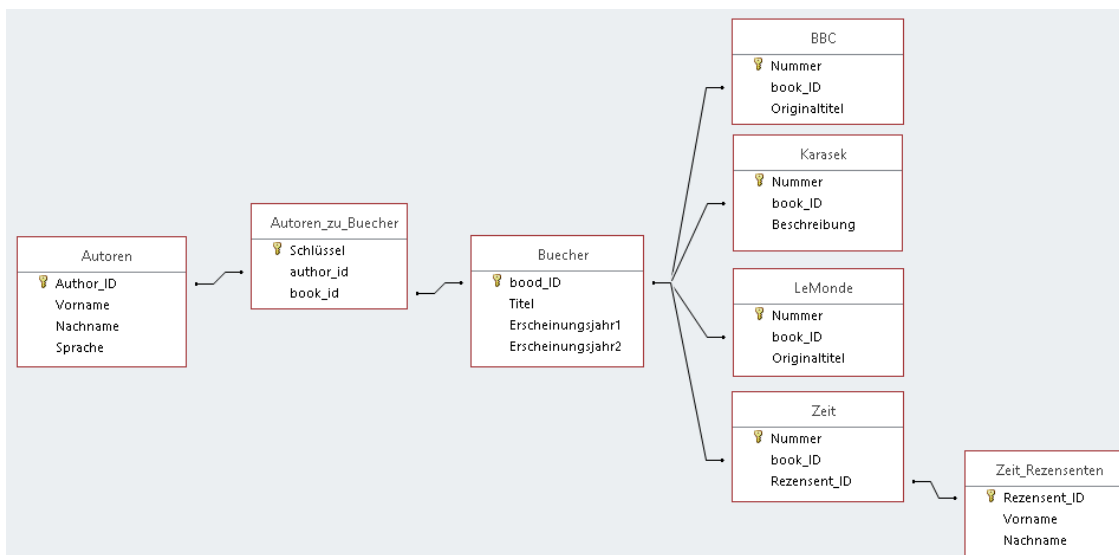 Autoren
Author_ID
Vorname
Nachname
Sprache
Autoren_zu_Buecher
Schlüssel
author_id
book_id
Buecher
bood_ID
Titel
Erscheinungsjahr1
Erscheinungsjahr2
BBC
Nummer
book_ID
Originaltitel
Karasek
Nummer
book_ID
Beschreibung
LeMonde
Nummer
book_ID
Originaltitel
Zeit
Nummer
book_ID
Rezensent_ID
Zeit_Rezensenten
Rezensent_ID
Vorname
Nachname